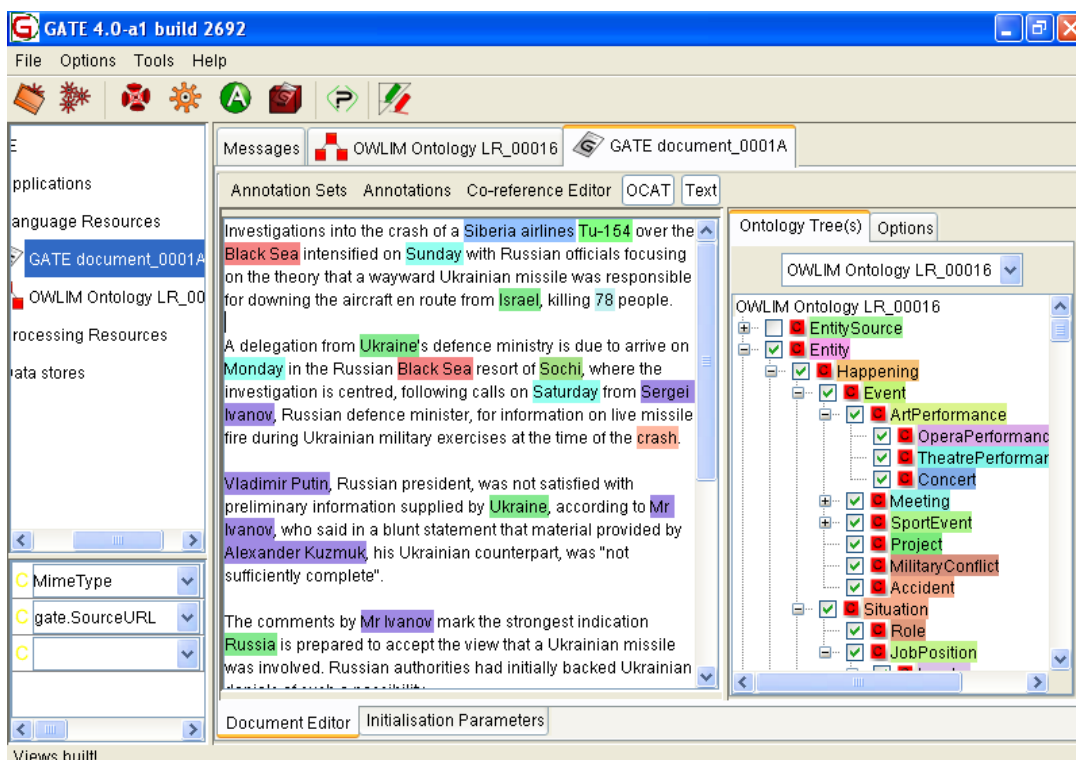 GATE 4.0-a1 build 2692
File Options Tools Help
Messages
OWLIM Ontology LR_00016
GATE document_0001A
E
pplications
anguage Resources
GATE document_0001A
OWLIM Ontology LR_00
rocessing Resources
ata stores
MimeType
gate.SourceURL
C
C
C
Annotation Sets Annotations Co-reference Editor OCAT Text
Investigations into the crash of a Siberia airlines Tu-154 over the
Black Sea intensified on Sunday with Russian officials focusing
on the theory that a wayward Ukrainian missile was responsible
for downing the aircraft en route from Israel, killing 78 people.
A delegation from Ukraine's defence ministry is due to arrive on
Monday in the Russian Black Sea resort of Sochi, where the
investigation is centred, following calls on Saturday from Sergei
Ivanov, Russian defence minister, for information on live missile
fire during Ukrainian military exercises at the time of the crash.
Vladimir Putin, Russian president, was not satisfied with
preliminary information supplied by Ukraine, according to Mr
Ivanov, who said in a blunt statement that material provided by
Alexander Kuzmuk, his Ukrainian counterpart, was "not
sufficiently complete".
The comments by Mr Ivanov mark the strongest indication
Russia is prepared to accept the view that a Ukrainian missile
was involved. Russian authorities had initially backed Ukrainian
Ontology Tree(s) Options
OWLIM Ontology LR_00016
OWLIM Ontology LR_00016
C EntitySource
C Entity
C Happening
C Event
C ArtPerformance
C OperaPerformanc
C TheatrePerformar
C Concert
C Meeting
C SportEvent
C Project
C MilitaryConflict
C Accident
C Situation
C Role
C JobPosition
Document Editor Initialisation Parameters
Views built!